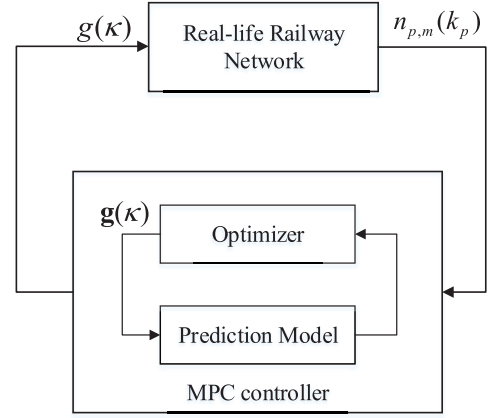 g(κ)
Real-life Railway
Network
n_{p,m}(k_p)
𝐠(κ)
Optimizer
Prediction Model
MPC controller